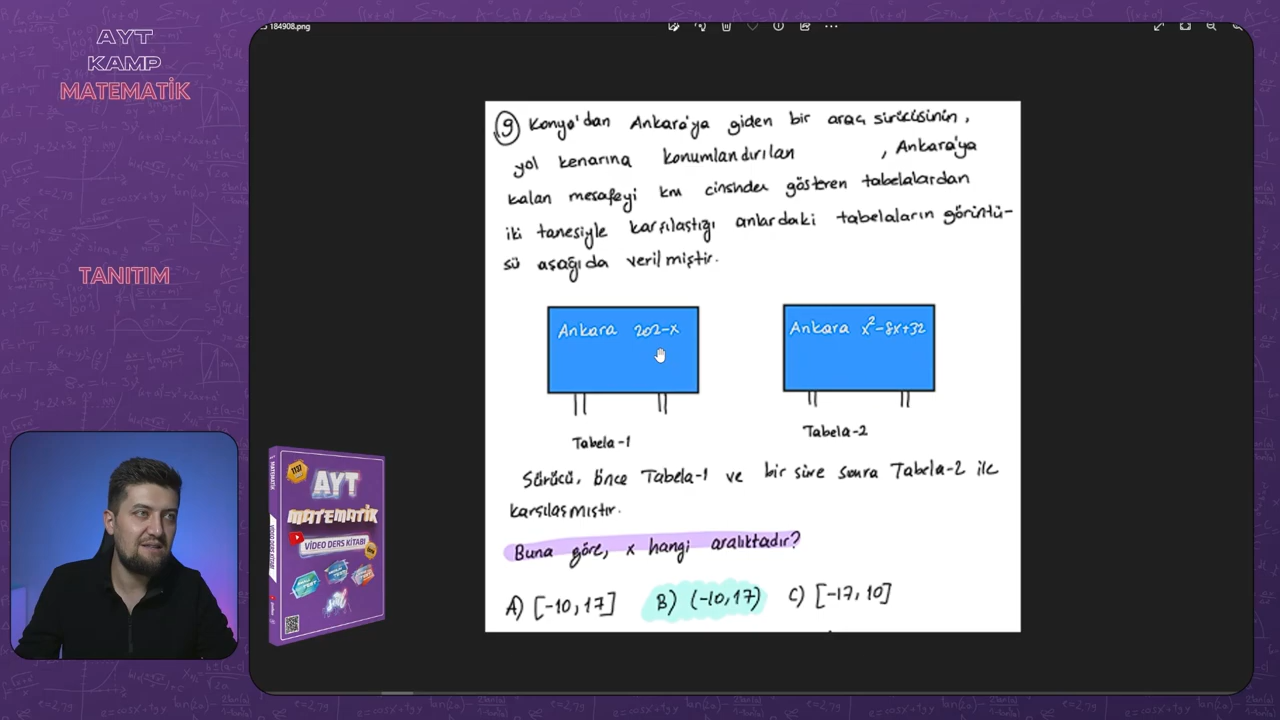 AYT
KAMP
MATEMATİK
TANITIM
184908.png
9 Konya'dan Ankara'ya giden bir araç sürücüsünün,
yol kenarına konumlandırılan , Ankara'ya
kalan mesafeyi km cinsinden gösteren tabelalardan
iki tanesiyle karşılaştığı anlardaki tabelaların görüntü-
sü aşağıda verilmiştir.
Ankara 202-x
Ankara x²-8x+32
Tabela-1
Tabela-2
Sürücü, önce Tabela-1 ve bir süre sonra Tabela-2 ile
karşılaşmıştır.
Buna göre, x hangi aralıktadır?
A) [-10, 17]
B) (-10, 17)
C) [-17, 10]
AYT
MATEMATİK
VİDEO DERS KİTABI